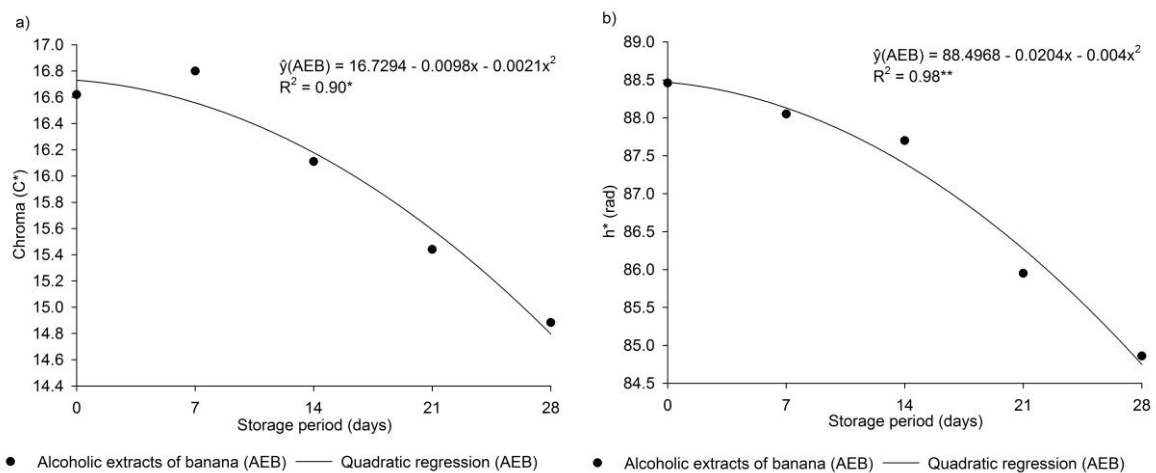 a)
ŷ(AEB) = 16.7294 - 0.0098x - 0.0021x²
R² = 0.90*
Chroma (C*)
17.0
16.8
16.6
16.4
16.2
16.0
15.8
15.6
15.4
15.2
15.0
14.8
14.6
14.4
0 7 14 21 28
Storage period (days)
● Alcoholic extracts of banana (AEB) — Quadratic regression (AEB)
b)
ŷ(AEB) = 88.4968 - 0.0204x - 0.004x²
R² = 0.98**
h* (rad)
89.0
88.5
88.0
87.5
87.0
86.5
86.0
85.5
85.0
84.5
0 7 14 21 28
Storage period (days)
● Alcoholic extracts of banana (AEB) — Quadratic regression (AEB)